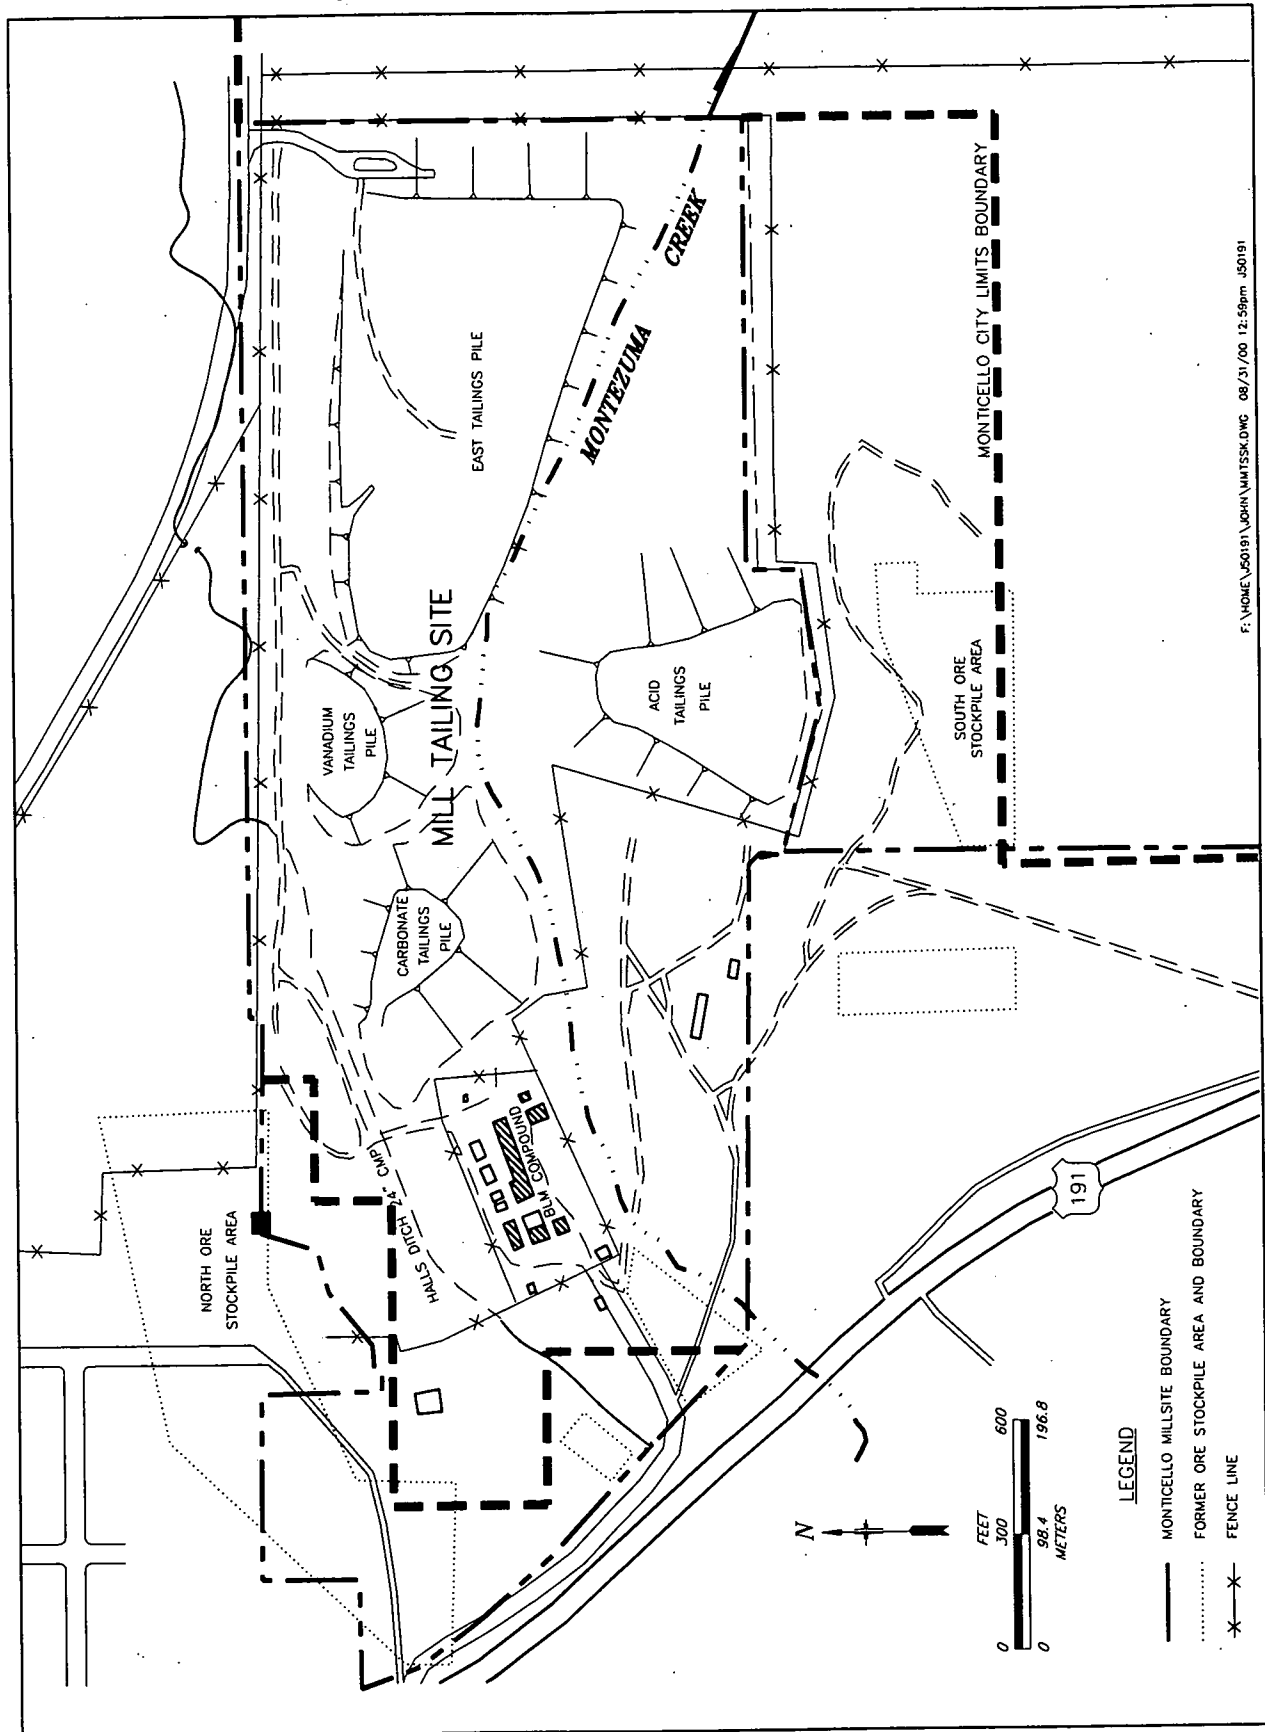 NORTH ORE
STOCKPILE AREA
HALLS DITCH 24" CMP
BLM COMPOUND
CARBONATE
TAILINGS
PILE
VANADIUM
TAILINGS
PILE
MILL TAILING SITE
EAST TAILINGS PILE
MONTEZUMA
CREEK
ACID
TAILINGS
PILE
SOUTH ORE
STOCKPILE AREA
MONTICELLO CITY LIMITS BOUNDARY
191
N
FEET
0 300 600
0 98.4 196.8
METERS
LEGEND
MONTICELLO MILLSITE BOUNDARY
FORMER ORE STOCKPILE AREA AND BOUNDARY
FENCE LINE
F:\HOME\J50191\JOHN\MMTSSK.DWG 08/31/00 12:59pm J50191